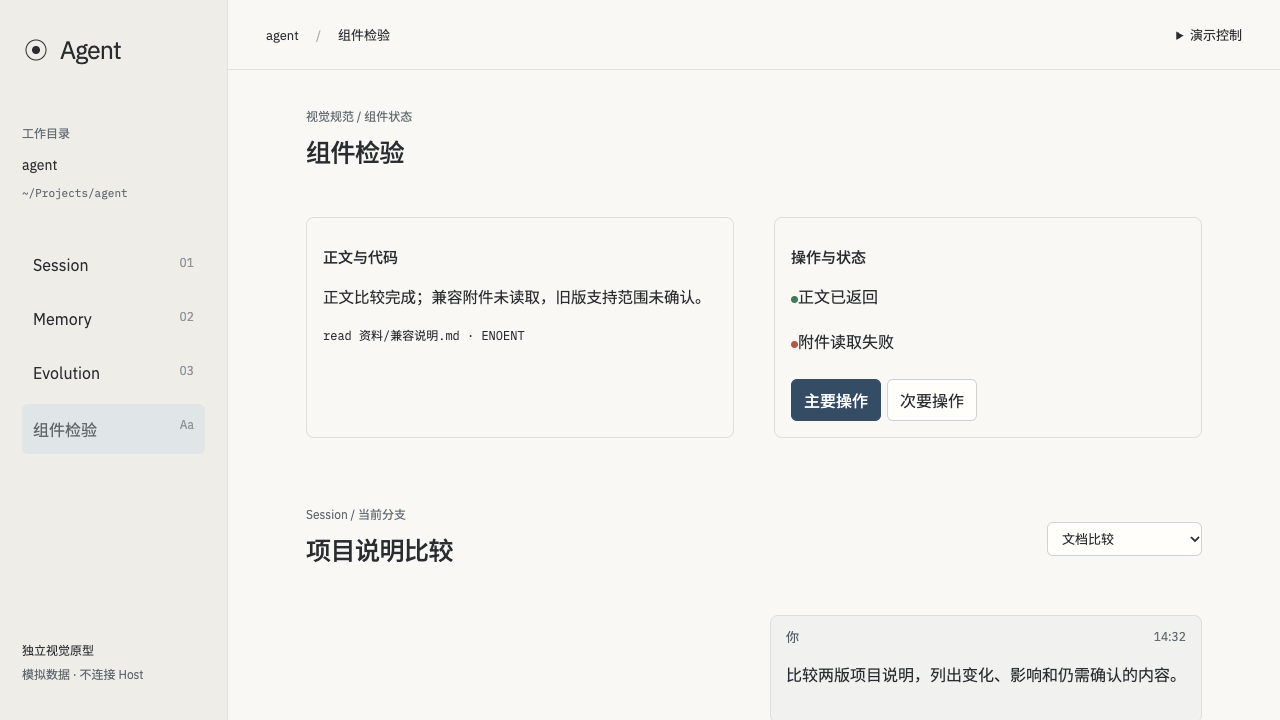 Agent
工作目录
agent
~/Projects/agent
Session 01
Memory 02
Evolution 03
组件检验 Aa
独立视觉原型
模拟数据 · 不连接 Host
agent / 组件检验
▶ 演示控制
视觉规范 / 组件状态
组件检验
正文与代码
正文比较完成；兼容附件未读取，旧版支持范围未确认。
read 资料/兼容说明.md · ENOENT
操作与状态
正文已返回
附件读取失败
主要操作 次要操作
Session / 当前分支
项目说明比较
文档比较
你 14:32
比较两版项目说明，列出变化、影响和仍需确认的内容。